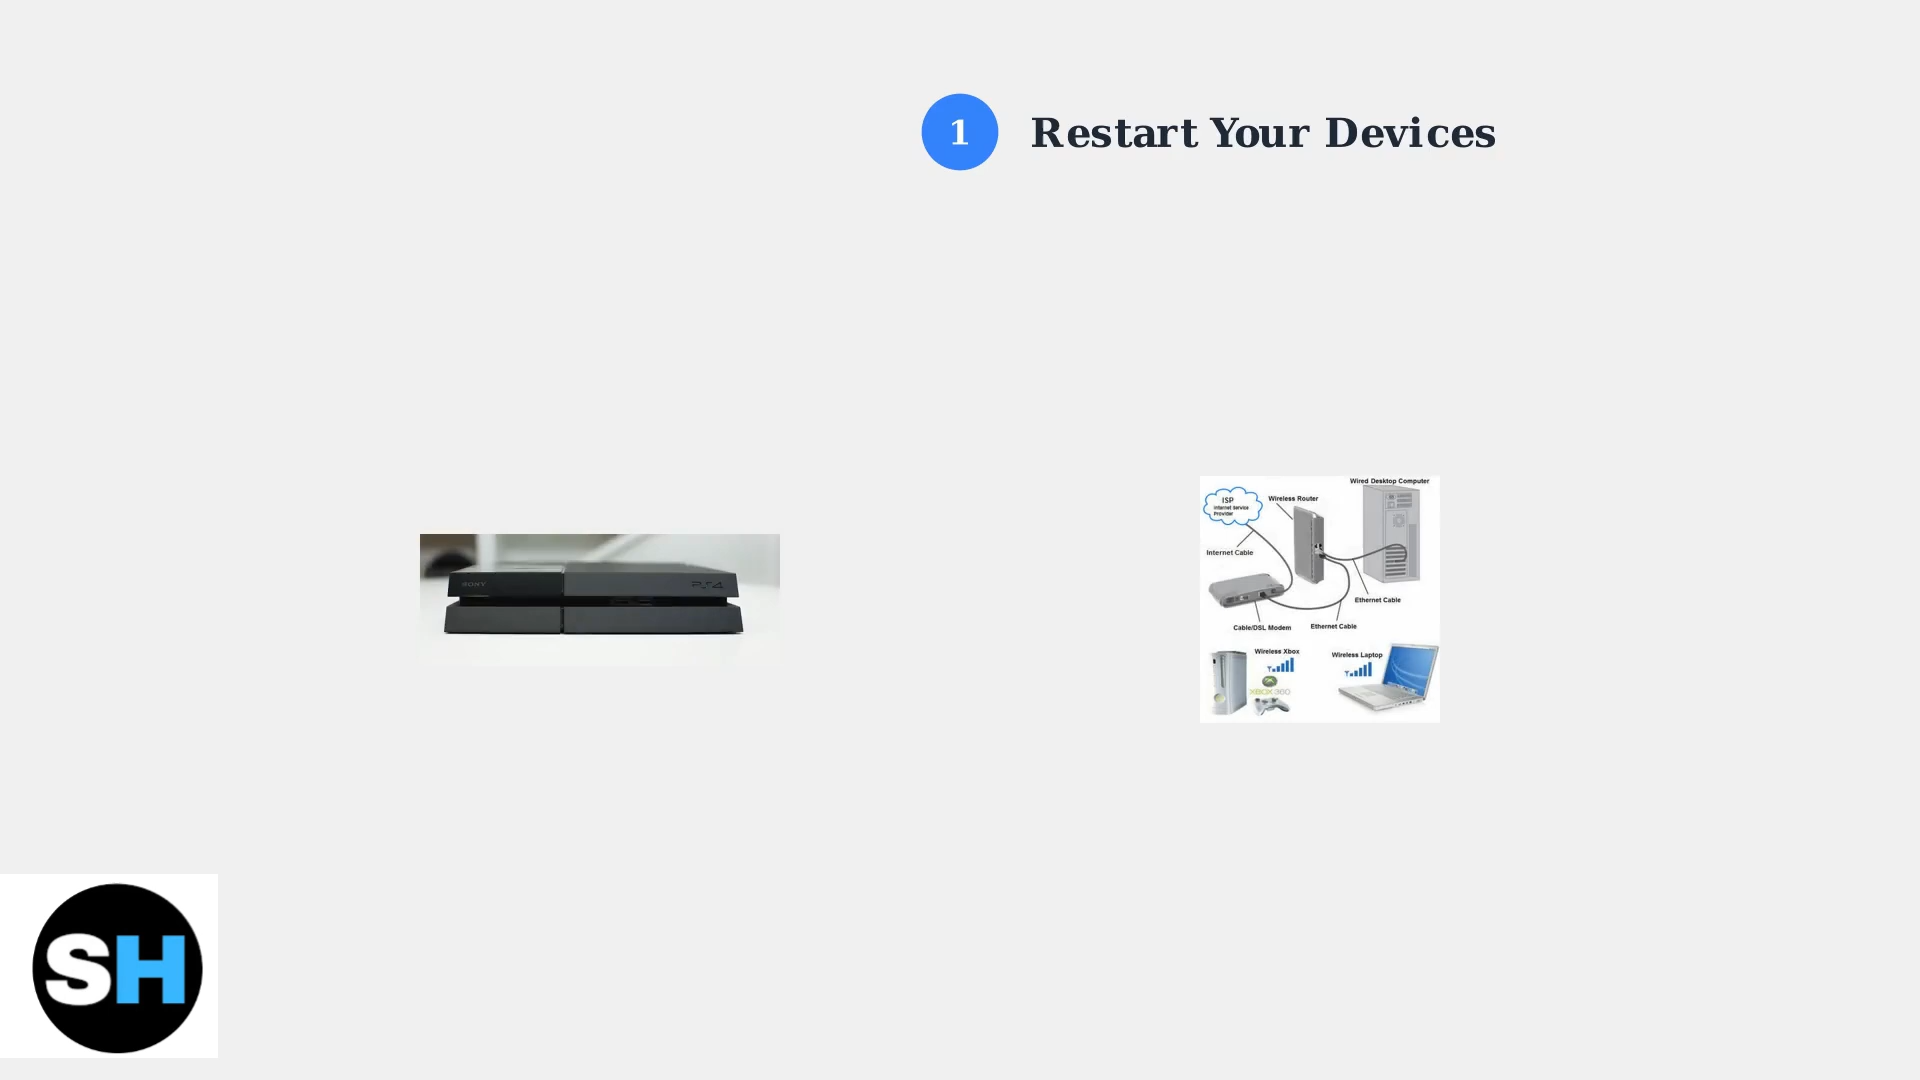 1
Restart Your Devices
SONY
PS4
Wired Desktop Computer
ISP
Internet Service
Provider
Wireless Router
Internet Cable
Ethernet Cable
Cable/DSL Modem
Ethernet Cable
Wireless Xbox
Wireless Laptop
XBOX 360
SH